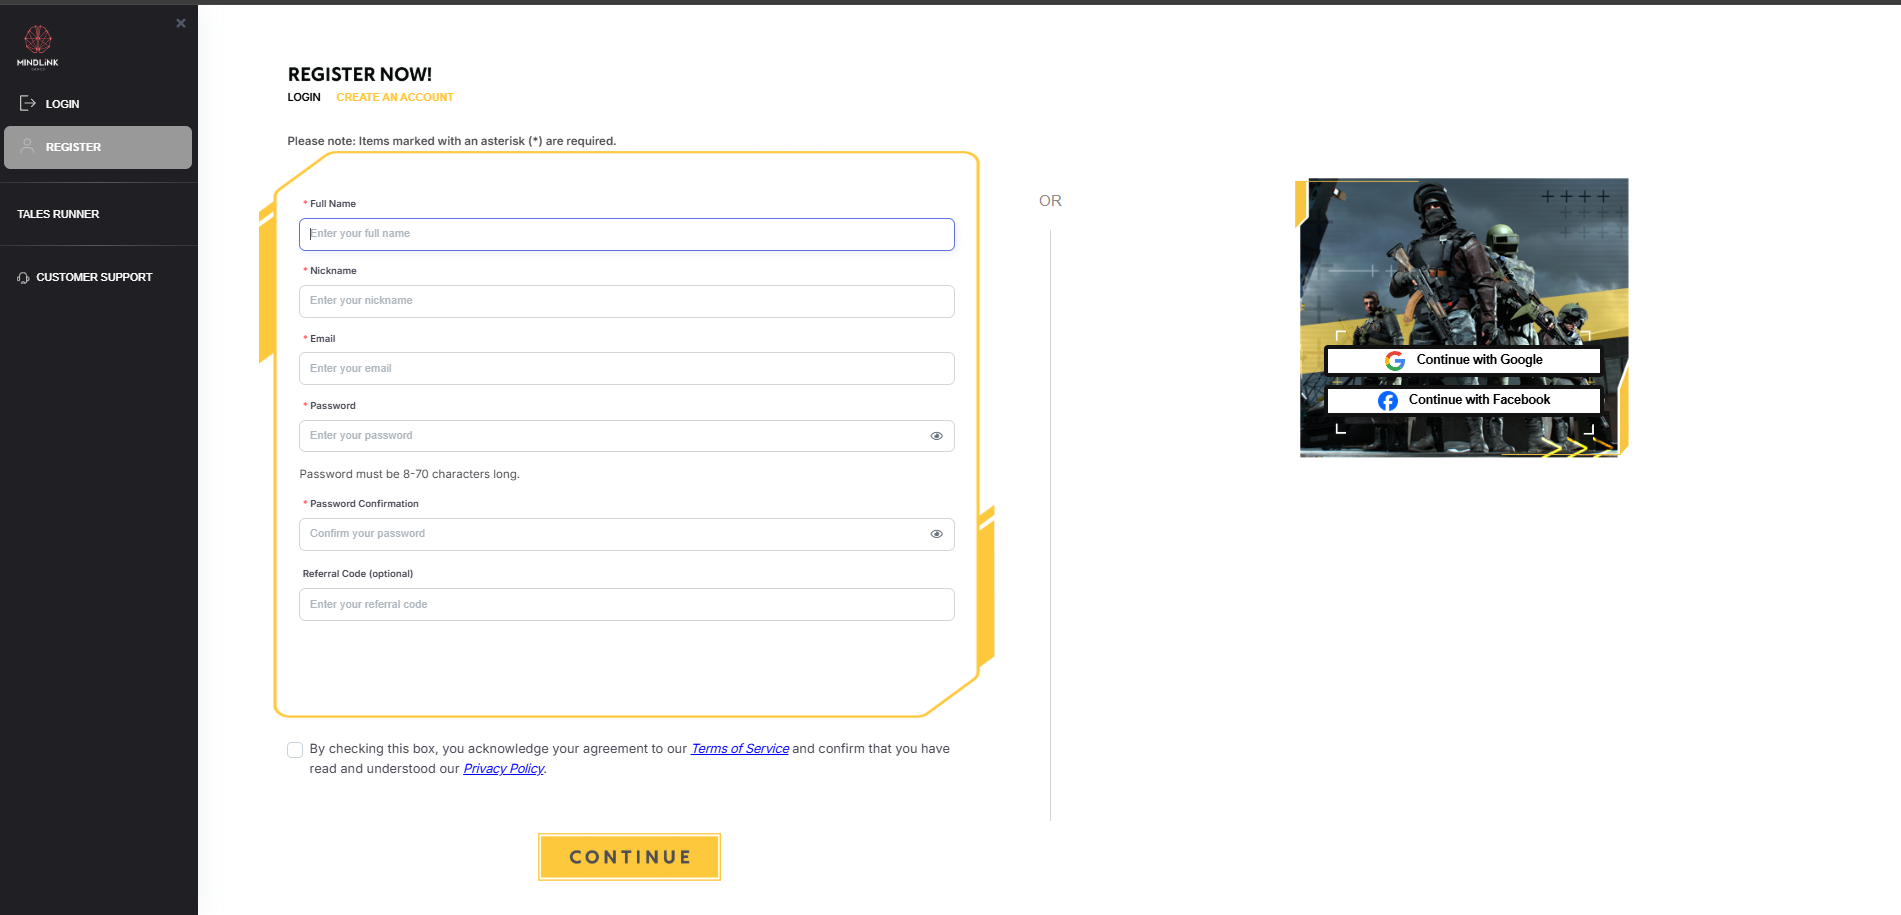 MINDLiNK
LOGIN
REGISTER
TALES RUNNER
CUSTOMER SUPPORT
REGISTER NOW!
LOGIN CREATE AN ACCOUNT
Please note: Items marked with an asterisk (*) are required.
* Full Name
Enter your full name
* Nickname
Enter your nickname
* Email
Enter your email
* Password
Enter your password
Password must be 8-70 characters long.
* Password Confirmation
Confirm your password
Referral Code (optional)
Enter your referral code
By checking this box, you acknowledge your agreement to our Terms of Service and confirm that you have
read and understood our Privacy Policy.
CONTINUE
OR
Continue with Google
Continue with Facebook